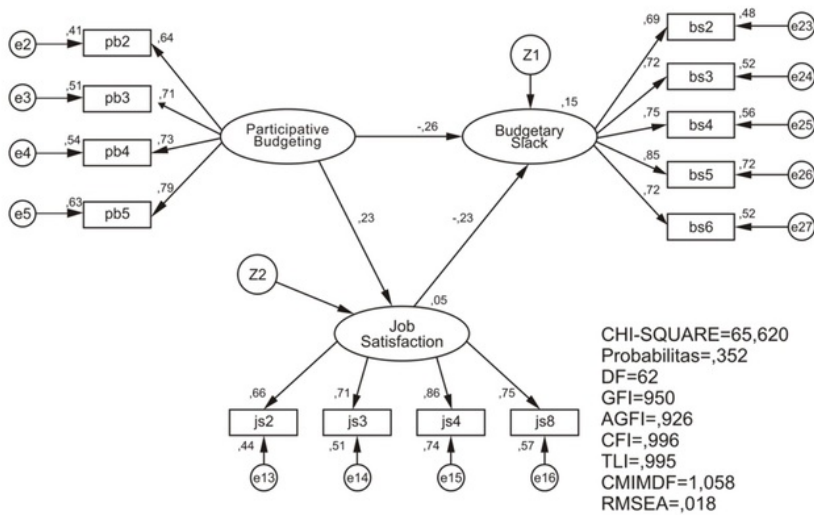 e2
,41
pb2
,64
e3
,51
pb3
,71
e4
,54
pb4
,73
e5
,63
pb5
,79
Participative
Budgeting
-,26
,23
-,23
Z1
,15
Budgetary
Slack
,69
bs2
,48
e23
,72
bs3
,52
e24
,75
bs4
,56
e25
,85
bs5
,72
e26
,72
bs6
,52
e27
Z2
,05
Job
Satisfaction
,66
,71
,86
,75
js2
js3
js4
js8
,44
,51
,74
,57
e13
e14
e15
e16
CHI-SQUARE=65,620
Probabilitas=,352
DF=62
GFI=950
AGFI=,926
CFI=,996
TLI=,995
CMIMDF=1,058
RMSEA=,018